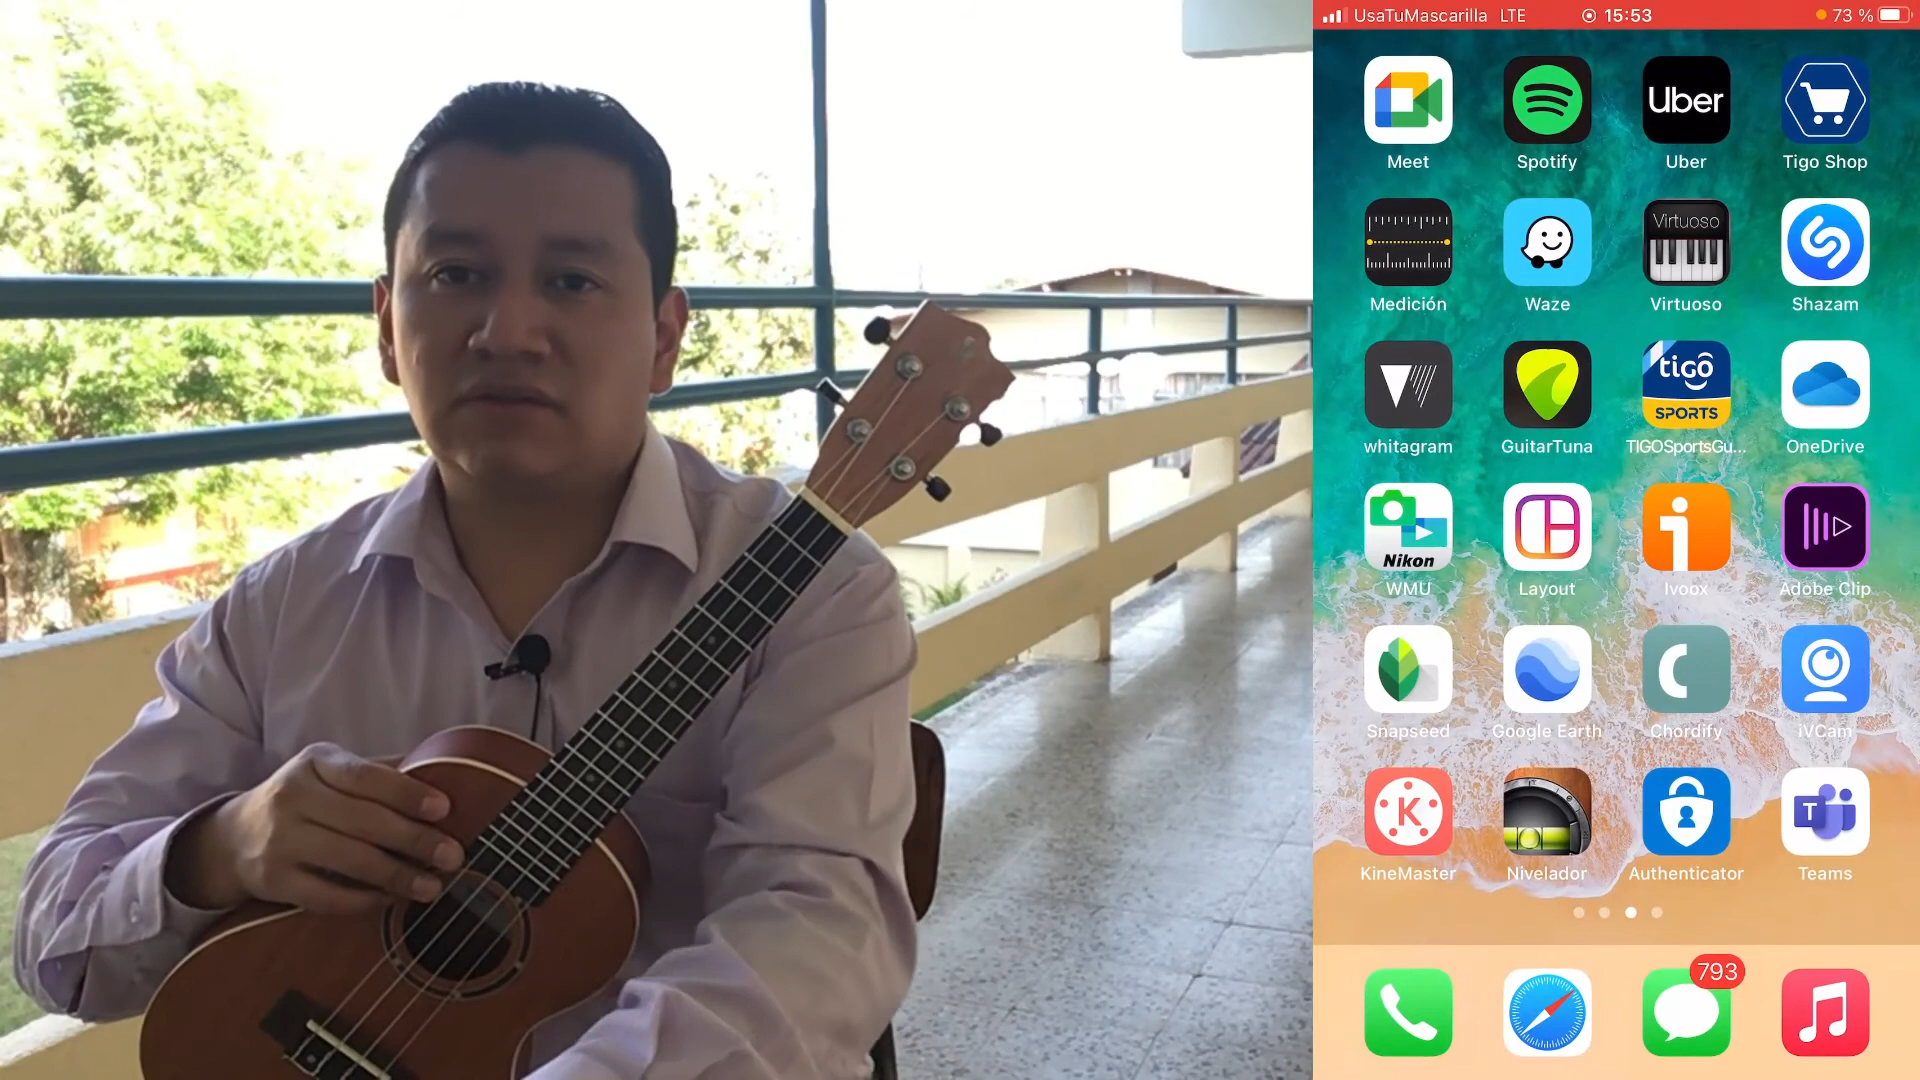 UsaTuMascarilla LTE 15:53 73 %
Uber
Meet Spotify Uber Tigo Shop
Virtuoso
Medición Waze Virtuoso Shazam
tigo
SPORTS
whitagram GuitarTuna TIGOSportsGu... OneDrive
Nikon
WMU Layout Ivoox Adobe Clip
Snapseed Google Earth Chordify iVCam
K
T
KineMaster Nivelador Authenticator Teams
793